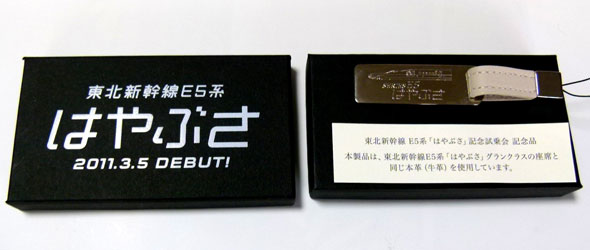 東北新幹線E5系
はやぶさ
2011.3.5 DEBUT!
SERIES E5
はやぶさ
東北新幹線 E5系「はやぶさ」記念試乗会 記念品
本製品は、東北新幹線E5系「はやぶさ」グランクラスの座席と
同じ本革(牛革)を使用しています。